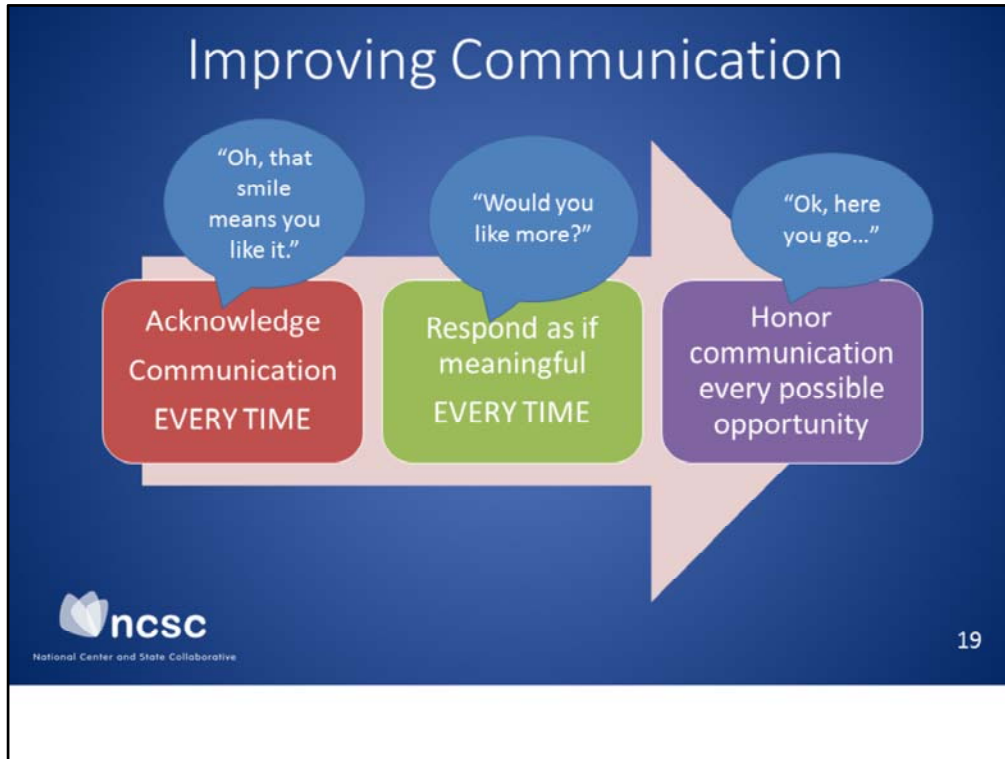 Improving Communication
“Oh, that
smile
means you
like it.”
Acknowledge
Communication
EVERY TIME
“Would you
like more?”
Respond as if
meaningful
EVERY TIME
“Ok, here
you go…”
Honor
communication
every possible
opportunity
ncsc
National Center and State Collaborative
19